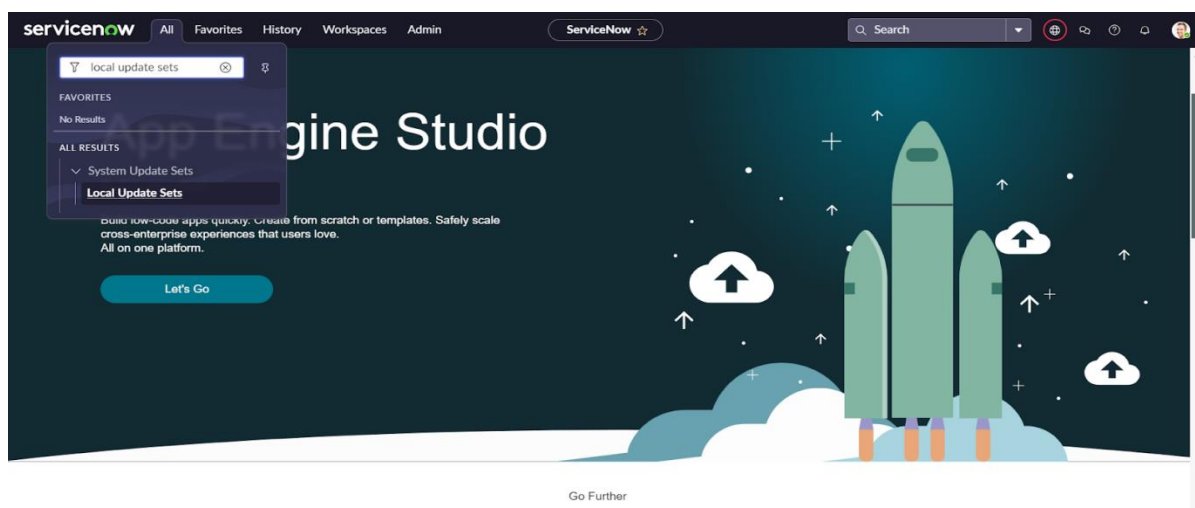 servicenow All Favorites History Workspaces Admin ServiceNow Search
local update sets
FAVORITES
No Results
App Engine Studio
ALL RESULTS
System Update Sets
Local Update Sets
Build low-code apps quickly. Create from scratch or templates. Safely scale
cross-enterprise experiences that users love.
All on one platform.
Let's Go
Go Further